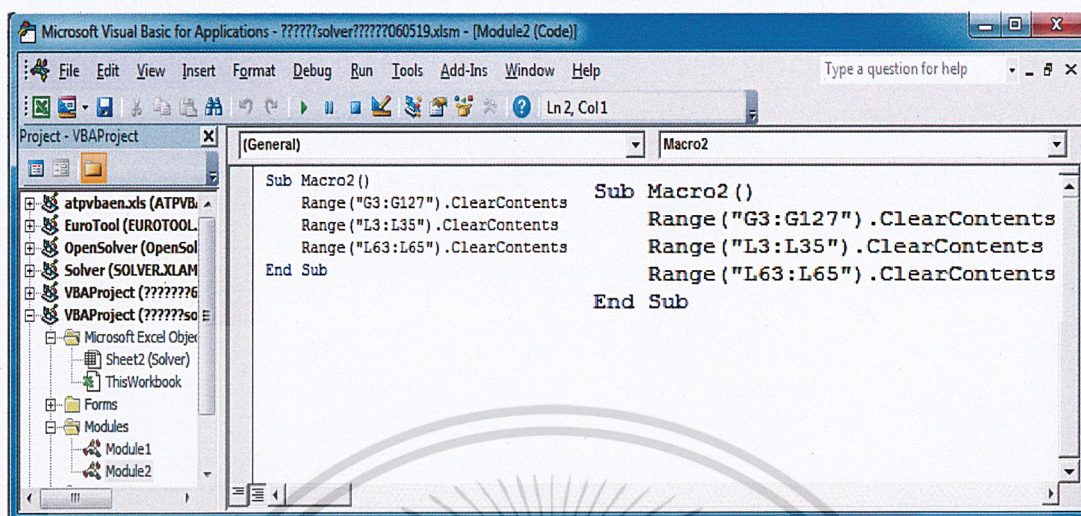 Microsoft Visual Basic for Applications - ??????solver??????060519.xlsm - [Module2 (Code)]
File Edit View Insert Format Debug Run Tools Add-Ins Window Help
Type a question for help
Ln 2, Col 1
Project - VBAProject
(General)
Macro2
atpvbaen.xls (ATPVB
EuroTool (EUROTOOL.
OpenSolver (OpenSol
Solver (SOLVER.XLAM
VBAProject (???????6
VBAProject (??????so
Microsoft Excel Objec
Sheet2 (Solver)
ThisWorkbook
Forms
Modules
Module1
Module2
Sub Macro2()
Range("G3:G127").ClearContents
Range("L3:L35").ClearContents
Range("L63:L65").ClearContents
End Sub
Sub Macro2()
Range("G3:G127").ClearContents
Range("L3:L35").ClearContents
Range("L63:L65").ClearContents
End Sub